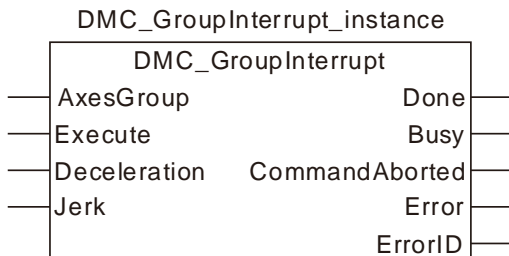 DMC_GroupInterrupt_instance
DMC_GroupInterrupt
AxesGroup Done
Execute Busy
Deceleration CommandAborted
Jerk Error
ErrorID